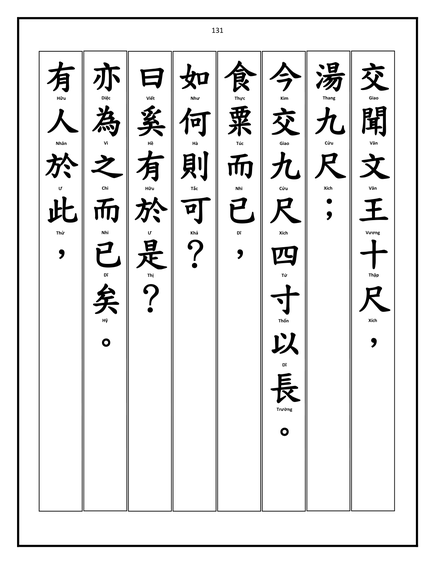 131
交聞文王十尺，
Giao Văn Văn Vương Thập Xích
湯九尺；
Thang Cửu Xích
今交九尺四寸以長。
Kim Giao Cửu Xích Tứ Thốn Dĩ Trường
食粟而已，
Thực Túc Nhi Dĩ
如何則可？
Như Hà Tắc Khả
曰奚有於是？
Viết Hề Hữu Ư Thị
亦為之而已矣。
Diệc Vi Chi Nhi Dĩ Hỹ
有人於此，
Hữu Nhân Ư Thử